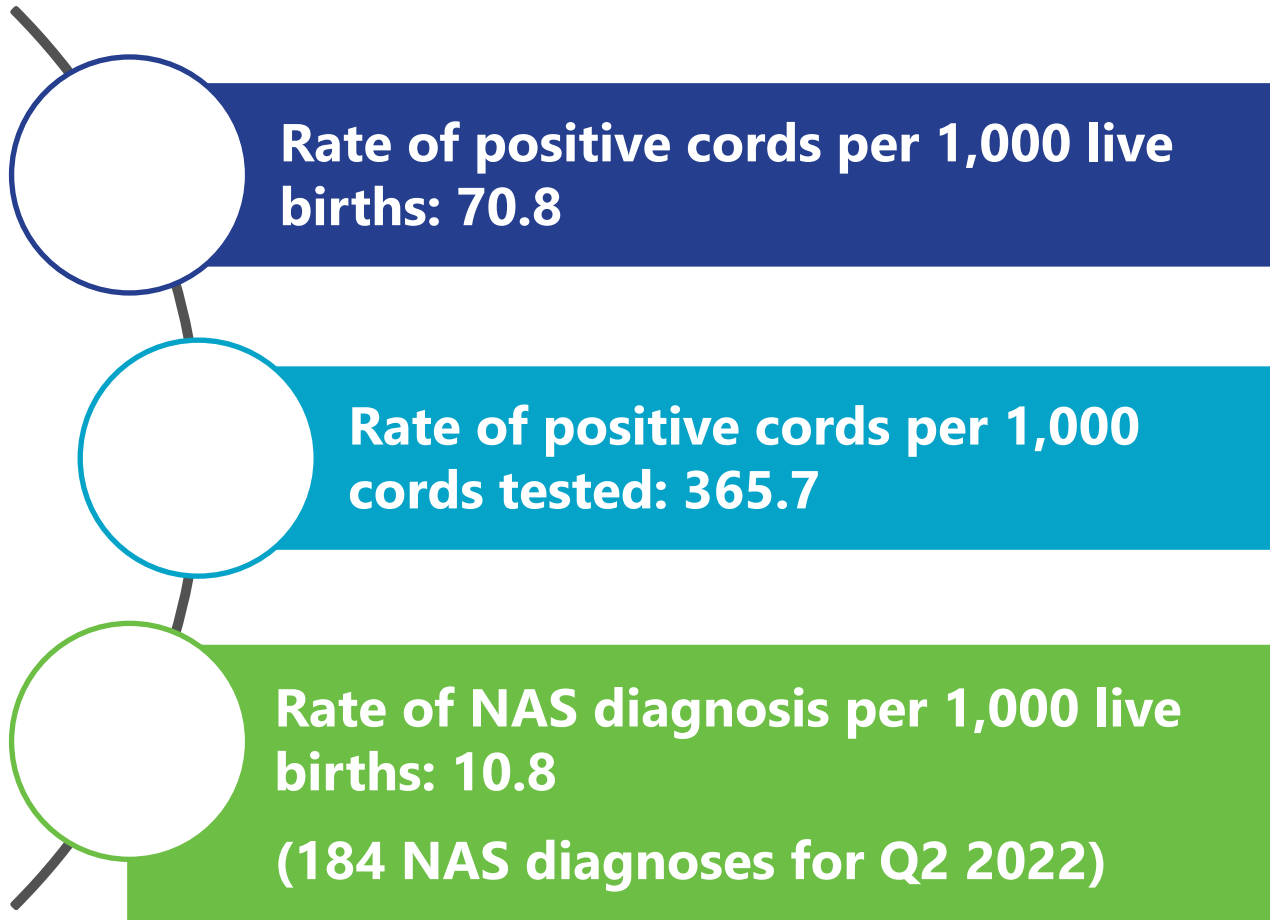 Rate of positive cords per 1,000 live
births: 70.8
Rate of positive cords per 1,000
cords tested: 365.7
Rate of NAS diagnosis per 1,000 live
births: 10.8
(184 NAS diagnoses for Q2 2022)